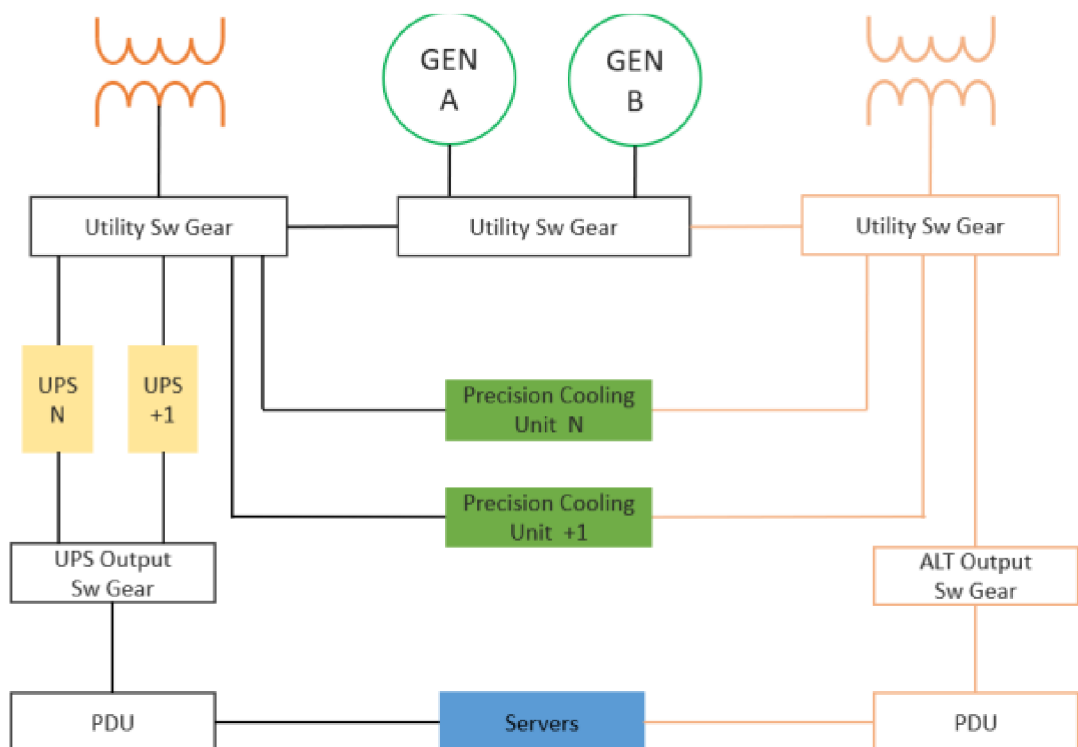 GEN
A
GEN
B
Utility Sw Gear
Utility Sw Gear
Utility Sw Gear
UPS
N
UPS
+1
Precision Cooling
Unit N
Precision Cooling
Unit +1
UPS Output
Sw Gear
ALT Output
Sw Gear
PDU
Servers
PDU